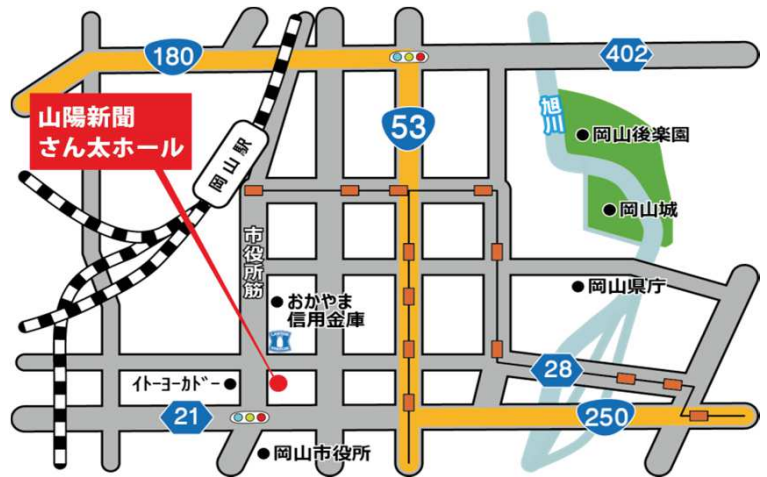 180
402
山陽新聞
さん太ホール
53
旭川
岡山後楽園
岡山駅
岡山城
市役所筋
岡山県庁
おかやま
信用金庫
ｲﾄｰﾖｰｶﾄﾞｰ
28
21
250
岡山市役所